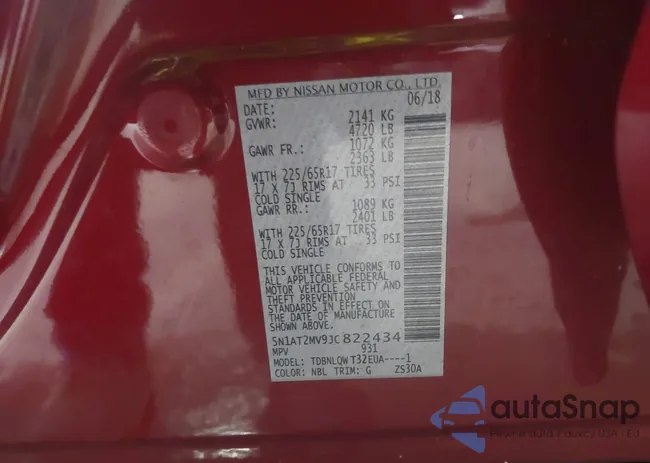 MFD BY NISSAN MOTOR CO., LTD.
DATE: 06/18
GVWR: 2141 KG
4720 LB
GAWR FR.: 1072 KG
2363 LB
WITH 225/65R17 TIRES
17 X 7J RIMS AT 33 PSI
COLD SINGLE
GAWR RR.: 1089 KG
2401 LB
WITH 225/65R17 TIRES
17 X 7J RIMS AT 33 PSI
COLD SINGLE
THIS VEHICLE CONFORMS TO
ALL APPLICABLE FEDERAL
MOTOR VEHICLE SAFETY AND
THEFT PREVENTION
STANDARDS IN EFFECT ON
THE DATE OF MANUFACTURE
SHOWN ABOVE.
5N1AT2MV9JC822434
MPV 931
MODEL: TDBNLQW T32EUA----1
COLOR: NBL TRIM: G ZS30A
autaSnap